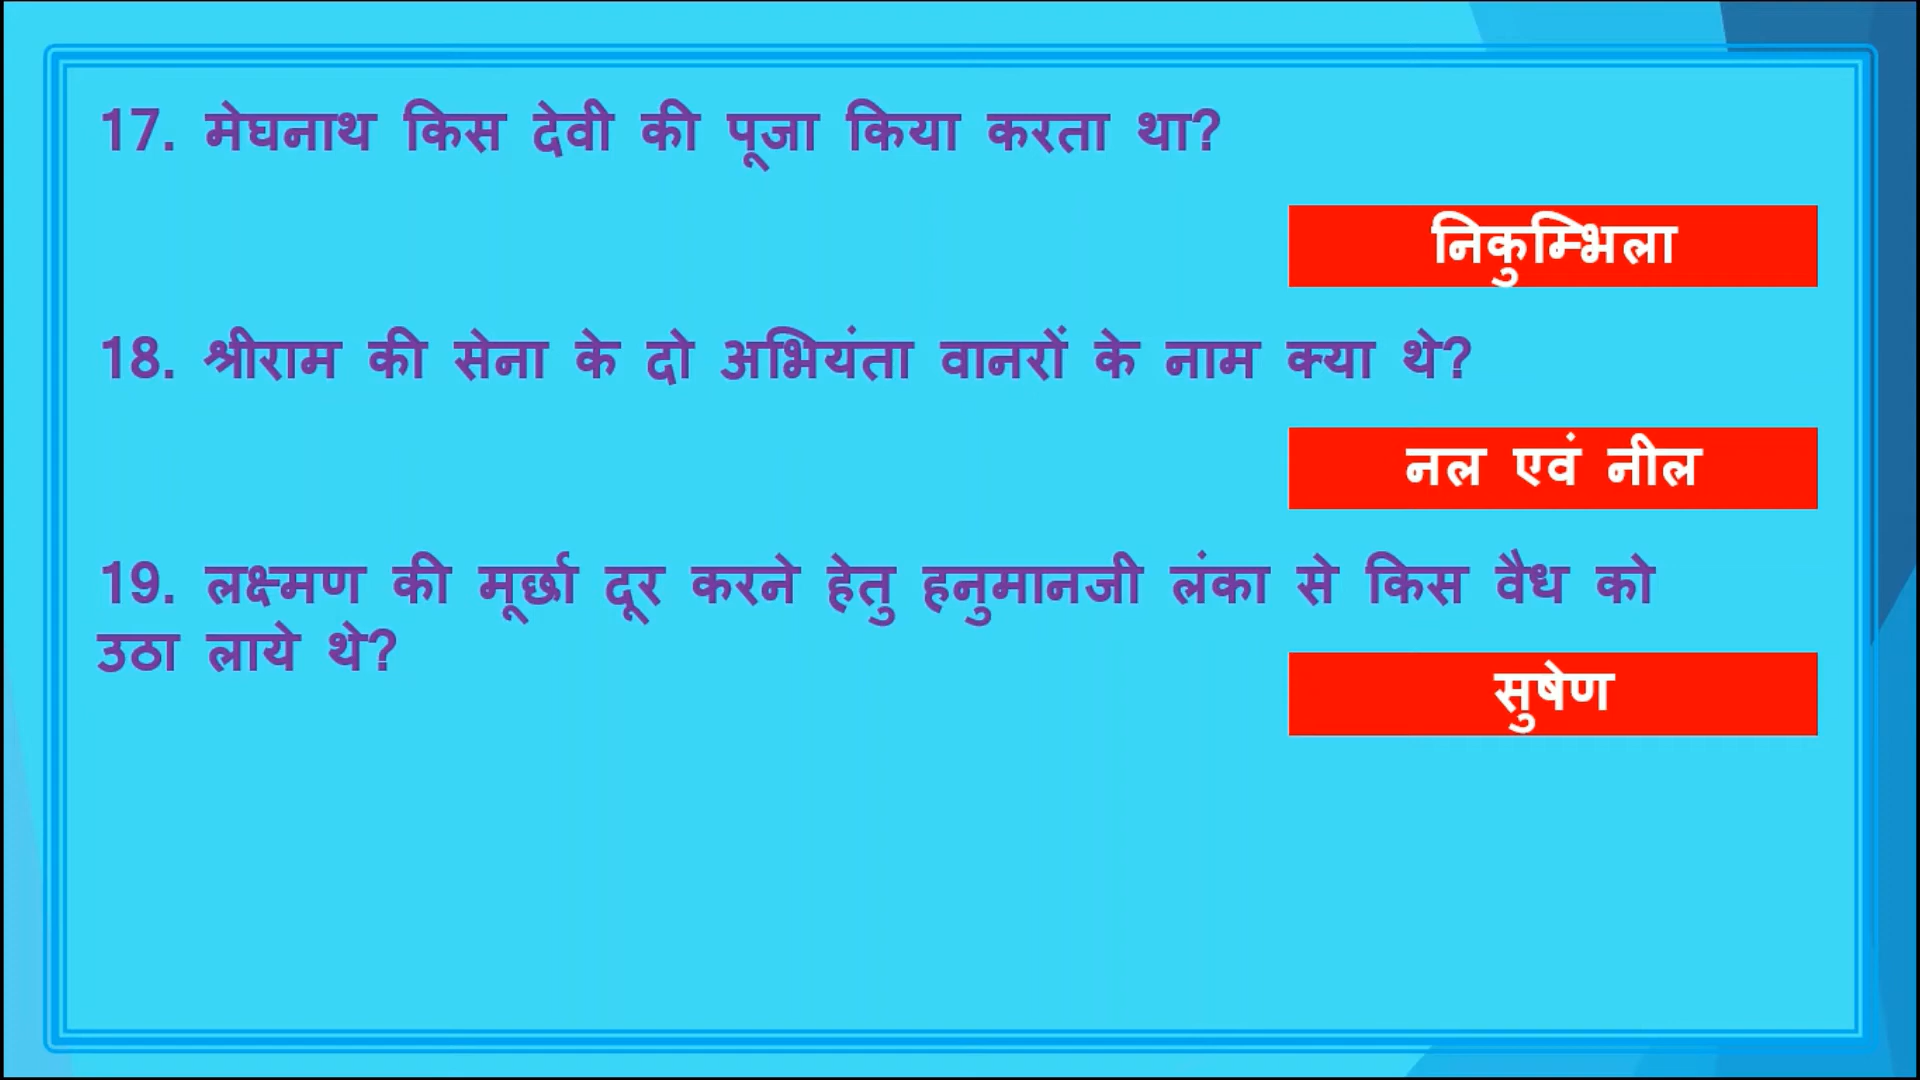 17. मेघनाथ किस देवी की पूजा किया करता था?
निकुम्भिला
18. श्रीराम की सेना के दो अभियंता वानरों के नाम क्या थे?
नल एवं नील
19. लक्ष्मण की मूर्छा दूर करने हेतु हनुमानजी लंका से किस वैध को
उठा लाये थे?
सुषेण